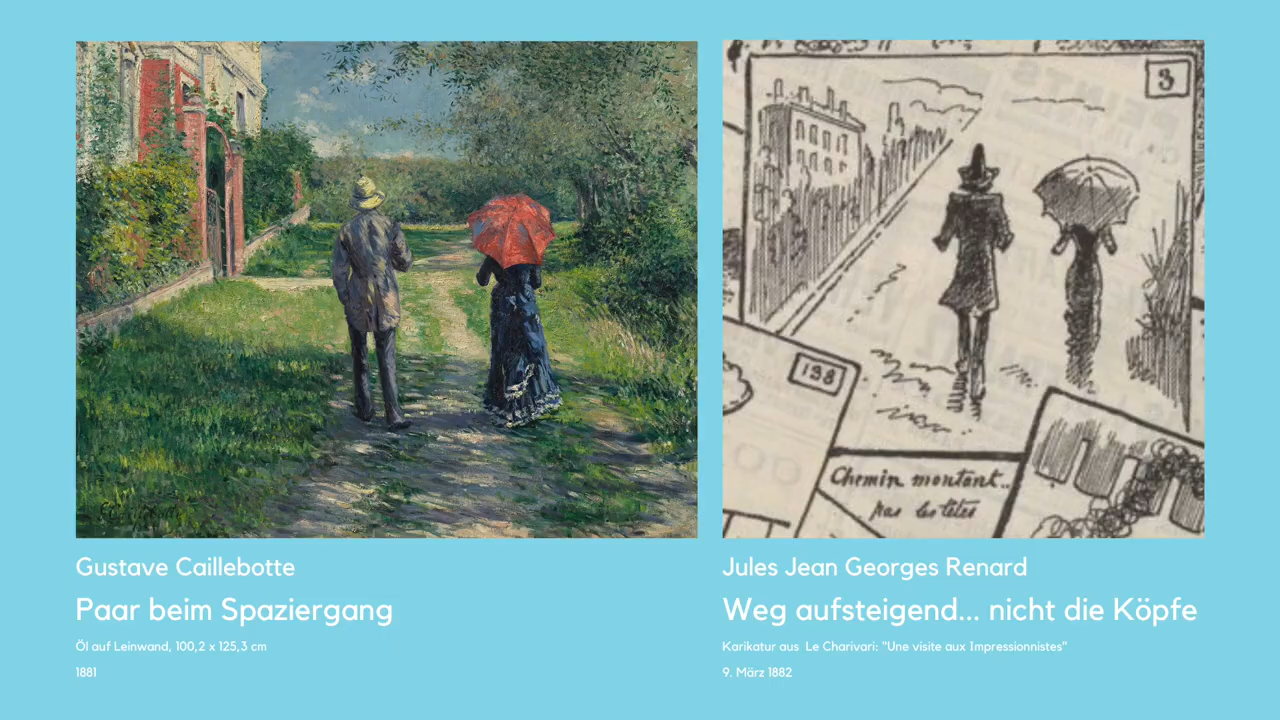 3
198
Chemin montant..
pas les têtes
Gustave Caillebotte
Paar beim Spaziergang
Öl auf Leinwand, 100,2 x 125,3 cm
1881
Jules Jean Georges Renard
Weg aufsteigend... nicht die Köpfe
Karikatur aus Le Charivari: "Une visite aux Impressionnistes"
9. März 1882